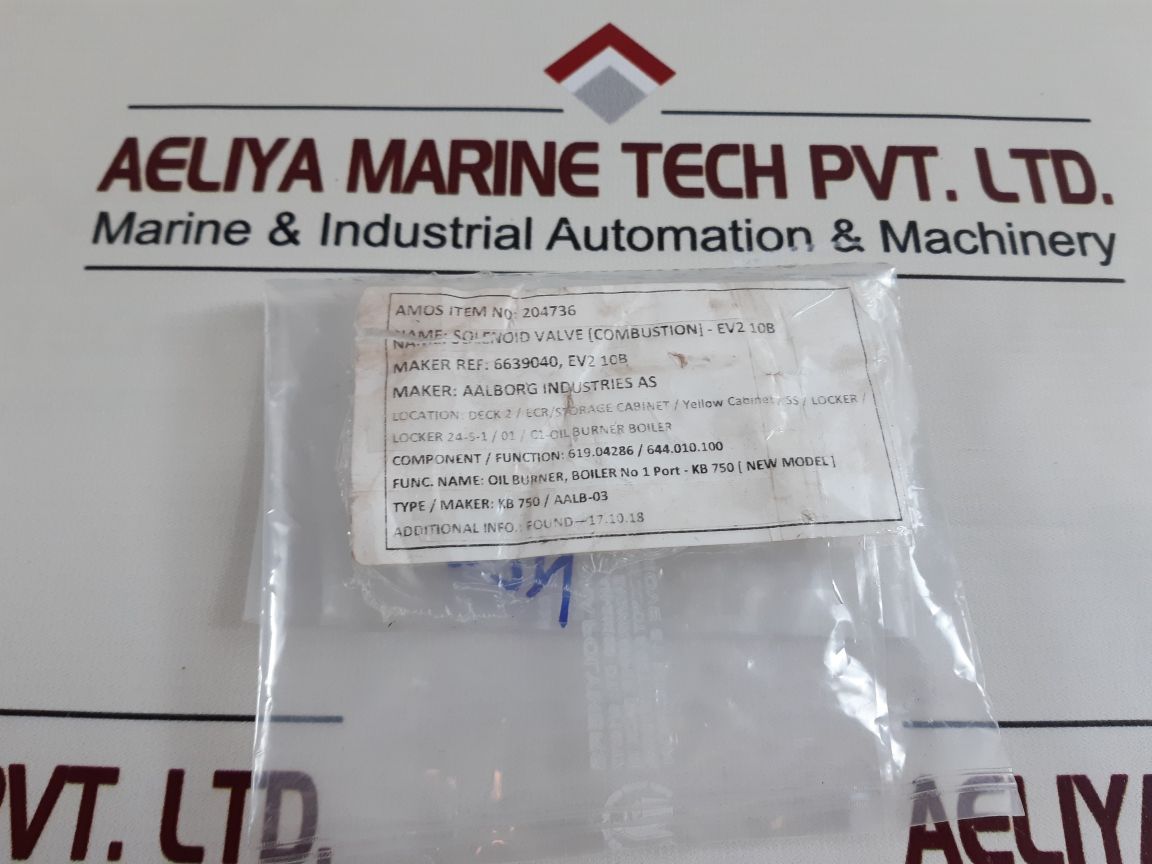 AELIYA MARINE TECH PVT. LTD.
Marine & Industrial Automation & Machinery
AMOS ITEM NO: 204736
NAME: SOLENOID VALVE [COMBUSTION] - EV2 10B
MAKER REF: 6639040, EV2 10B
MAKER: AALBORG INDUSTRIES AS
LOCATION: DECK 2 / ECR/STORAGE CABINET / Yellow Cabinet / SS / LOCKER /
LOCKER 24-S-1 / 01 / C1-OIL BURNER BOILER
COMPONENT / FUNCTION: 619.04286 / 644.010.100
FUNC. NAME: OIL BURNER, BOILER No 1 Port - KB 750 [ NEW MODEL ]
TYPE / MAKER: KB 750 / AALB-03
ADDITIONAL INFO.: FOUND--17.10.18
PVT. LTD.
AELIY